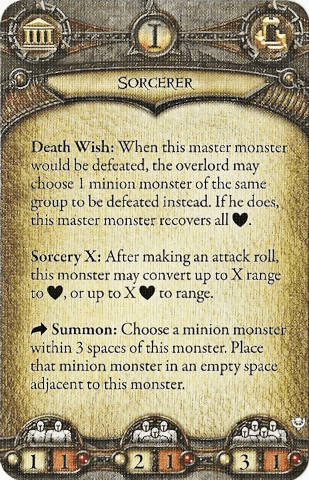 I
SORCERER
Death Wish: When this master monster
would be defeated, the overlord may
choose 1 minion monster of the same
group to be defeated instead. If he does,
this master monster recovers all ♥.
Sorcery X: After making an attack roll,
this monster may convert up to X range
to ♥, or up to X ♥ to range.
Summon: Choose a minion monster
within 3 spaces of this monster. Place
that minion monster in an empty space
adjacent to this monster.
1 1 2 1 3 1